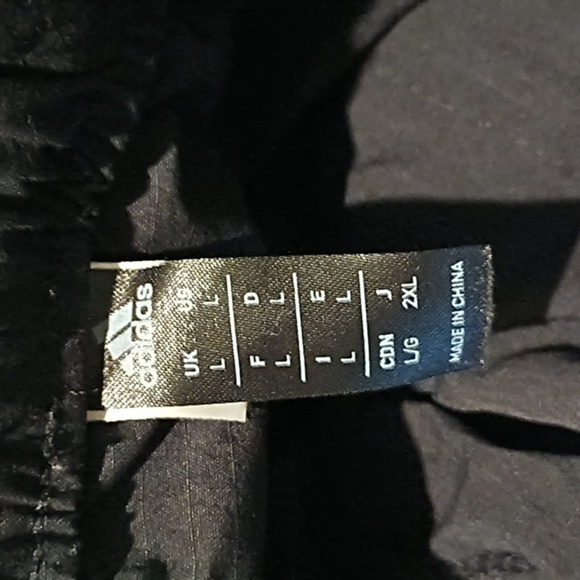 adidas
UK US
L L
F D
L L
I E
L L
CDN J
L/G 2XL
MADE IN CHINA